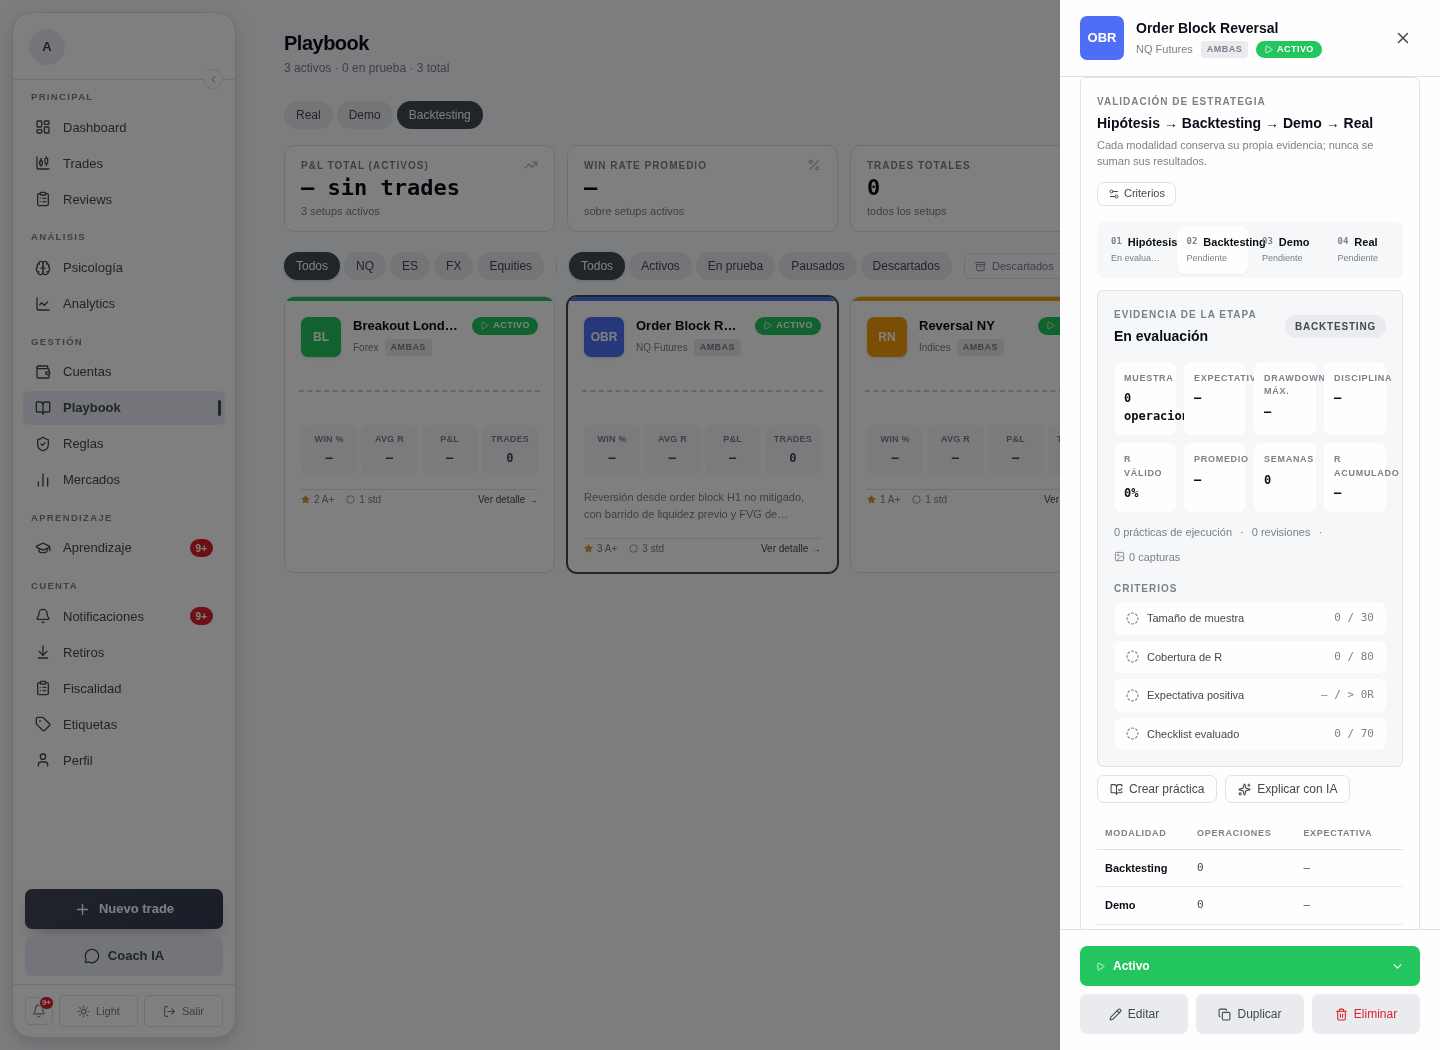 A
PRINCIPAL
Dashboard
Trades
Reviews
ANÁLISIS
Psicología
Analytics
GESTIÓN
Cuentas
Playbook
Reglas
Mercados
APRENDIZAJE
Aprendizaje 9+
CUENTA
Notificaciones 9+
Retiros
Fiscalidad
Etiquetas
Perfil
Nuevo trade
Coach IA
9+ Light Salir
Playbook
3 activos · 0 en prueba · 3 total
Real Demo Backtesting
P&L TOTAL (ACTIVOS)
— sin trades
3 setups activos
WIN RATE PROMEDIO
—
sobre setups activos
TRADES TOTALES
0
todos los setups
Todos NQ ES FX Equities Todos Activos En prueba Pausados Descartados Descartados
BL Breakout Lond… ACTIVO
Forex AMBAS
WIN % AVG R P&L TRADES
— — — 0
2 A+ 1 std Ver detalle →
OBR Order Block R… ACTIVO
NQ Futures AMBAS
WIN % AVG R P&L TRADES
— — — 0
Reversión desde order block H1 no mitigado,
con barrido de liquidez previo y FVG de…
3 A+ 3 std Ver detalle →
RN Reversal NY
Indices AMBAS
WIN % AVG R P&L
— — —
1 A+ 1 std Ver
OBR Order Block Reversal
NQ Futures AMBAS ACTIVO
VALIDACIÓN DE ESTRATEGIA
Hipótesis → Backtesting → Demo → Real
Cada modalidad conserva su propia evidencia; nunca se
suman sus resultados.
Criterios
01 Hipótesis 02 Backtesting 03 Demo 04 Real
En evalua… Pendiente Pendiente Pendiente
EVIDENCIA DE LA ETAPA
En evaluación
BACKTESTING
MUESTRA
0
operacion
EXPECTATIV
—
DRAWDOWN
MÁX.
—
DISCIPLINA
—
R
VÁLIDO
0%
PROMEDIO
—
SEMANAS
0
R
ACUMULADO
—
0 prácticas de ejecución · 0 revisiones ·
0 capturas
CRITERIOS
Tamaño de muestra 0 / 30
Cobertura de R 0 / 80
Expectativa positiva — / > 0R
Checklist evaluado 0 / 70
Crear práctica Explicar con IA
MODALIDAD OPERACIONES EXPECTATIVA
Backtesting 0 —
Demo 0 —
Activo
Editar Duplicar Eliminar